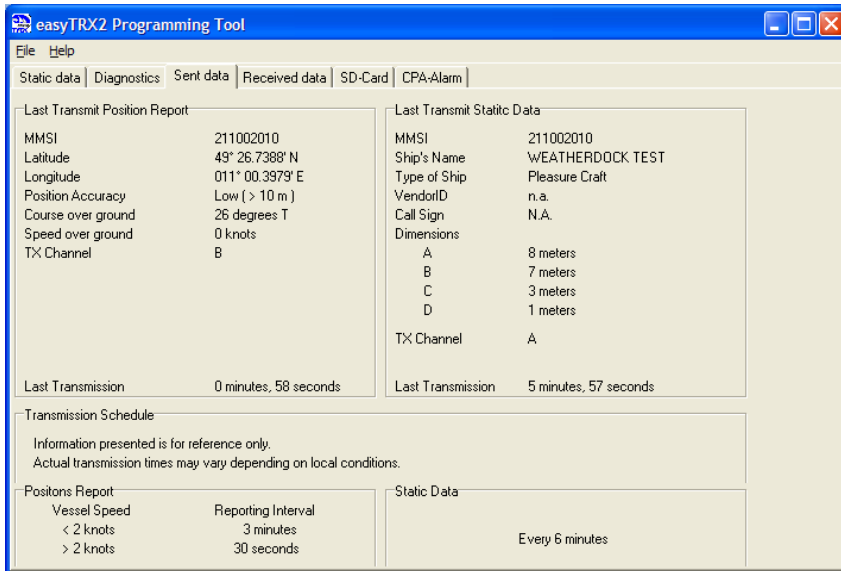 easyTRX2 Programming Tool
File Help
Static data Diagnostics Sent data Received data SD-Card CPA-Alarm
Last Transmit Position Report
MMSI 211002010
Latitude 49° 26.7388' N
Longitude 011° 00.3979' E
Position Accuracy Low ( > 10 m )
Course over ground 26 degrees T
Speed over ground 0 knots
TX Channel B
Last Transmission 0 minutes, 58 seconds
Last Transmit Statitc Data
MMSI 211002010
Ship's Name WEATHERDOCK TEST
Type of Ship Pleasure Craft
VendorID n.a.
Call Sign N.A.
Dimensions
A 8 meters
B 7 meters
C 3 meters
D 1 meters
TX Channel A
Last Transmission 5 minutes, 57 seconds
Transmission Schedule
Information presented is for reference only.
Actual transmission times may vary depending on local conditions.
Positons Report
Vessel Speed Reporting Interval
< 2 knots 3 minutes
> 2 knots 30 seconds
Static Data
Every 6 minutes